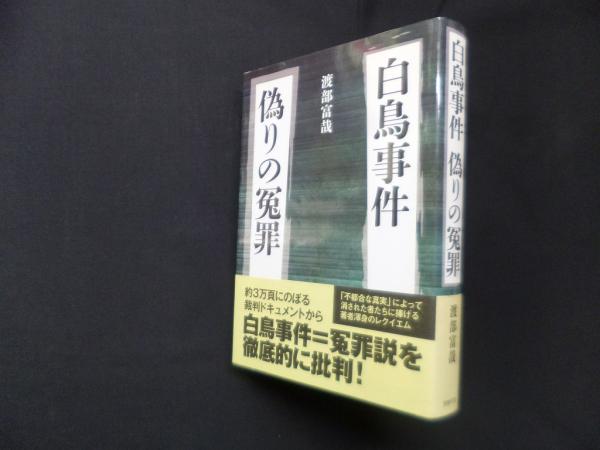 白鳥事件
渡部富哉
偽りの冤罪
「不都合な真実」によって
消された者たちに捧げる
著者渾身のレクイエム
約3万頁にのぼる
裁判ドキュメントから
白鳥事件=冤罪説を
徹底的に批判!
白鳥事件 偽りの冤罪
渡部富哉